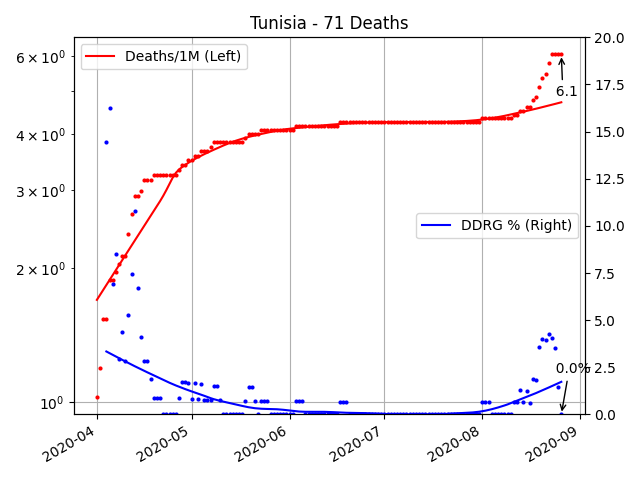 Tunisia - 71 Deaths
Deaths/1M (Left)
DDRG % (Right)
6.1
0.0%
6 × 10⁰
4 × 10⁰
3 × 10⁰
2 × 10⁰
10⁰
20.0
17.5
15.0
12.5
10.0
7.5
5.0
2.5
0.0
2020-04
2020-05
2020-06
2020-07
2020-08
2020-09